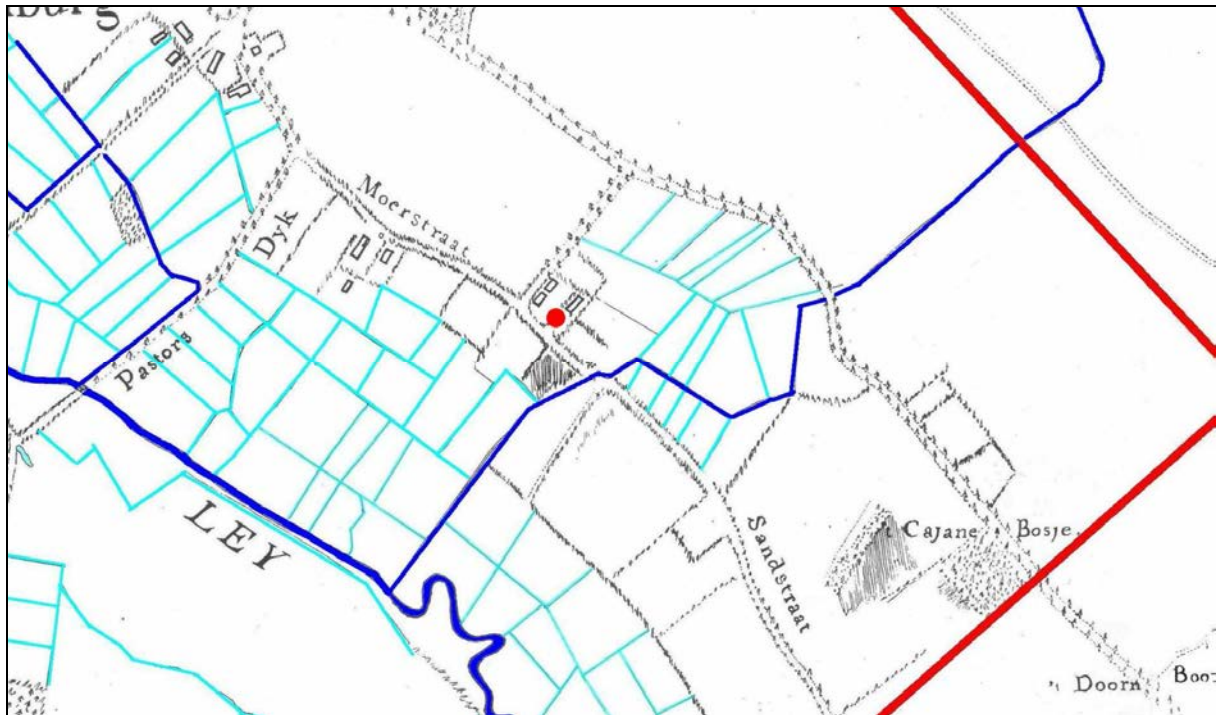 Moerstraat
Dyk
Pastors
LEY
Sandstraat
't Cajane Bosje.
't Doorn